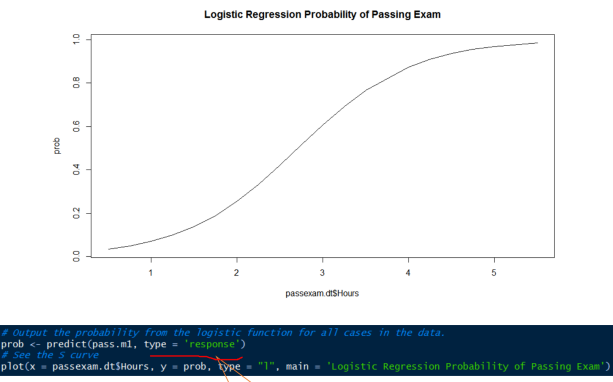 Logistic Regression Probability of Passing Exam
1.0
0.8
0.6
0.4
0.2
0.0
prob
1 2 3 4 5
passexam.dt$Hours
# Output the probability from the logistic function for all cases in the data.
prob <- predict(pass.m1, type = 'response')
# See the S curve
plot(x = passexam.dt$Hours, y = prob, type = "l", main = 'Logistic Regression Probability of Passing Exam')